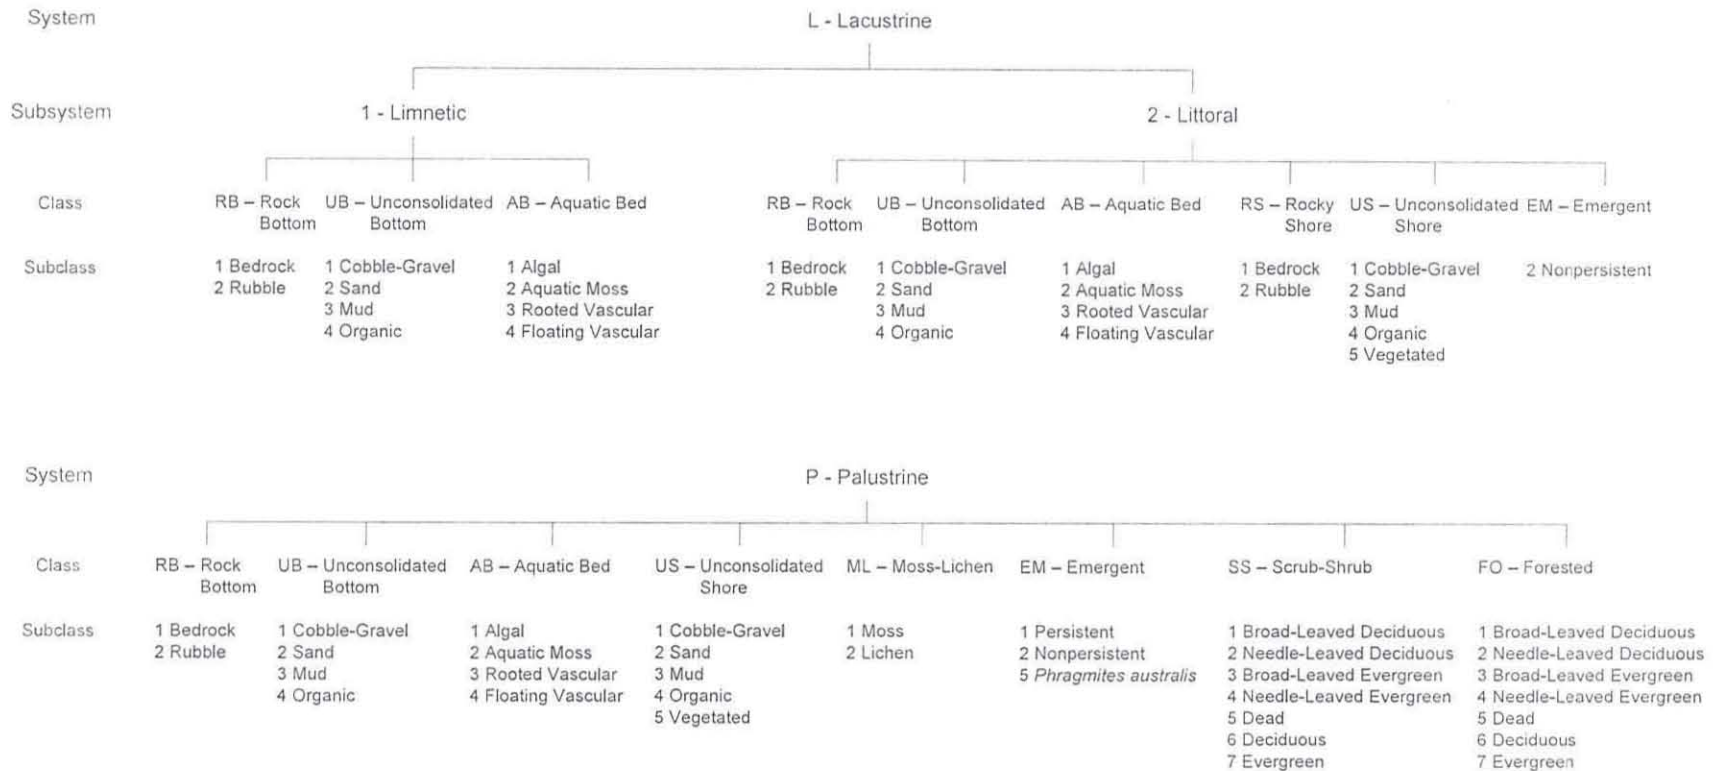 System
L - Lacustrine
Subsystem
1 - Limnetic
2 - Littoral
Class
RB – Rock
Bottom
UB – Unconsolidated
Bottom
AB – Aquatic Bed
RB – Rock
Bottom
UB – Unconsolidated
Bottom
AB – Aquatic Bed
RS – Rocky
Shore
US – Unconsolidated
Shore
EM – Emergent
Subclass
1 Bedrock
2 Rubble
1 Cobble-Gravel
2 Sand
3 Mud
4 Organic
1 Algal
2 Aquatic Moss
3 Rooted Vascular
4 Floating Vascular
1 Bedrock
2 Rubble
1 Cobble-Gravel
2 Sand
3 Mud
4 Organic
1 Algal
2 Aquatic Moss
3 Rooted Vascular
4 Floating Vascular
1 Bedrock
2 Rubble
1 Cobble-Gravel
2 Sand
3 Mud
4 Organic
5 Vegetated
2 Nonpersistent
System
P - Palustrine
Class
RB – Rock
Bottom
UB – Unconsolidated
Bottom
AB – Aquatic Bed
US – Unconsolidated
Shore
ML – Moss-Lichen
EM – Emergent
SS – Scrub-Shrub
FO – Forested
Subclass
1 Bedrock
2 Rubble
1 Cobble-Gravel
2 Sand
3 Mud
4 Organic
1 Algal
2 Aquatic Moss
3 Rooted Vascular
4 Floating Vascular
1 Cobble-Gravel
2 Sand
3 Mud
4 Organic
5 Vegetated
1 Moss
2 Lichen
1 Persistent
2 Nonpersistent
5 Phragmites australis
1 Broad-Leaved Deciduous
2 Needle-Leaved Deciduous
3 Broad-Leaved Evergreen
4 Needle-Leaved Evergreen
5 Dead
6 Deciduous
7 Evergreen
1 Broad-Leaved Deciduous
2 Needle-Leaved Deciduous
3 Broad-Leaved Evergreen
4 Needle-Leaved Evergreen
5 Dead
6 Deciduous
7 Evergreen